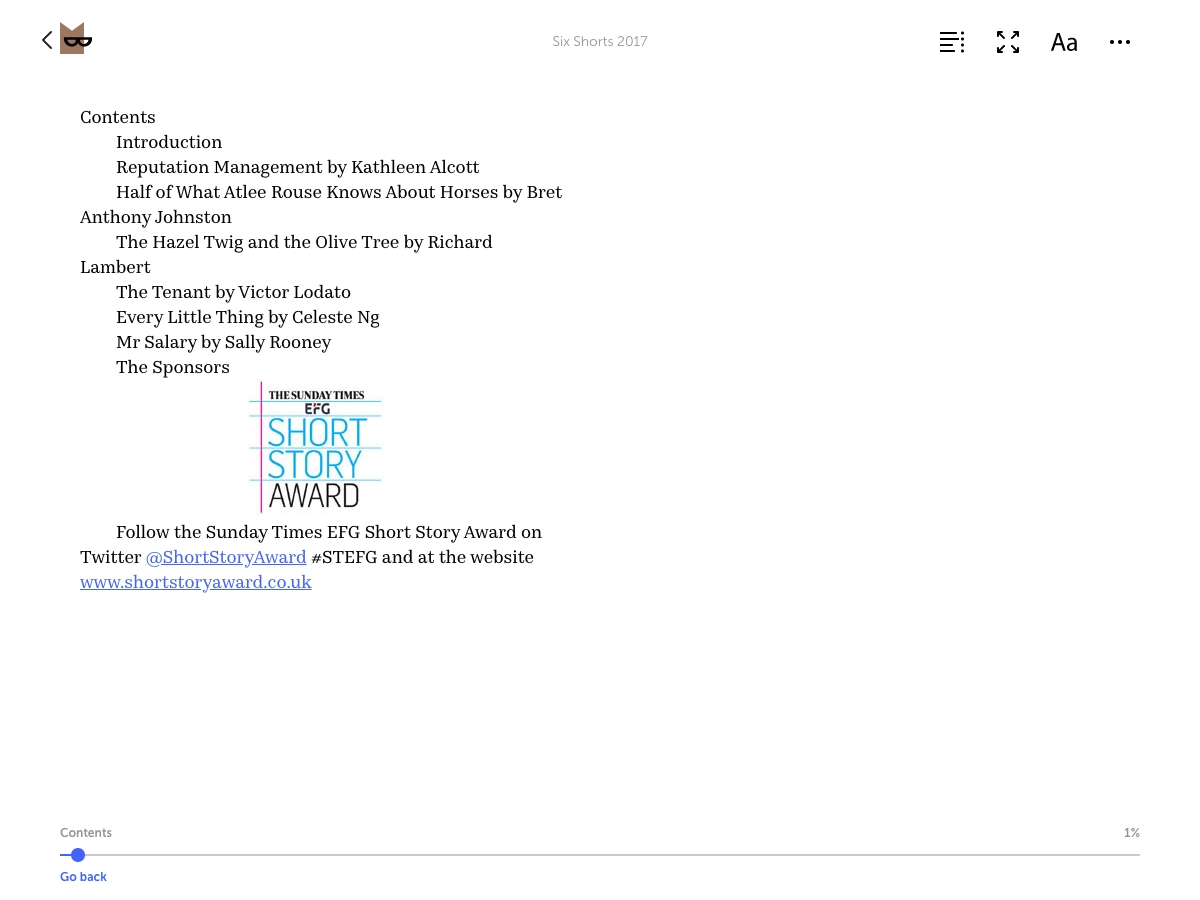 Six Shorts 2017
Aa
Contents
Introduction
Reputation Management by Kathleen Alcott
Half of What Atlee Rouse Knows About Horses by Bret
Anthony Johnston
The Hazel Twig and the Olive Tree by Richard
Lambert
The Tenant by Victor Lodato
Every Little Thing by Celeste Ng
Mr Salary by Sally Rooney
The Sponsors
THE SUNDAY TIMES
EFG
SHORT
STORY
AWARD
Follow the Sunday Times EFG Short Story Award on
Twitter @ShortStoryAward #STEFG and at the website
www.shortstoryaward.co.uk
Contents
1%
Go back